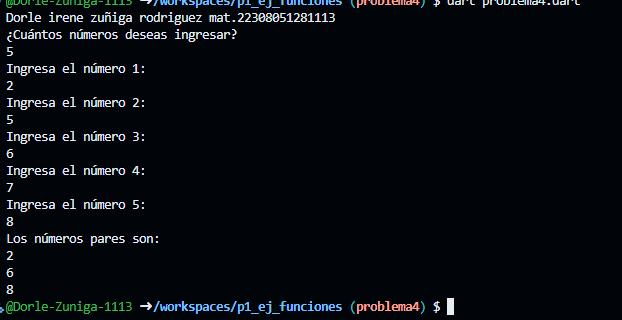 @Dorle-Zuniga-1113 ➜/workspaces/p1_ej_funciones (problema4) $ dart problema4.dart
Dorle irene zuñiga rodriguez mat.22308051281113
¿Cuántos números deseas ingresar?
5
Ingresa el número 1:
2
Ingresa el número 2:
5
Ingresa el número 3:
6
Ingresa el número 4:
7
Ingresa el número 5:
8
Los números pares son:
2
6
8
@Dorle-Zuniga-1113 ➜/workspaces/p1_ej_funciones (problema4) $